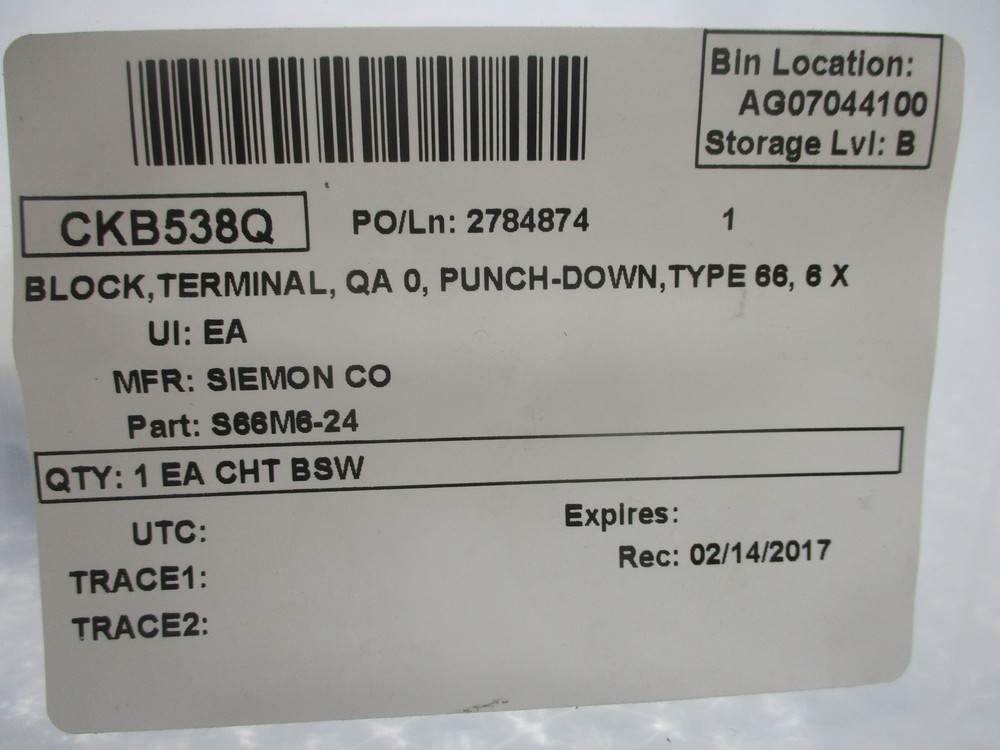 Bin Location:
AG07044100
Storage Lvl: B
CKB538Q PO/Ln: 2784874 1
BLOCK,TERMINAL, QA 0, PUNCH-DOWN,TYPE 66, 6 X
UI: EA
MFR: SIEMON CO
Part: S66M6-24
QTY: 1 EA CHT BSW
UTC: Expires:
Rec: 02/14/2017
TRACE1:
TRACE2: